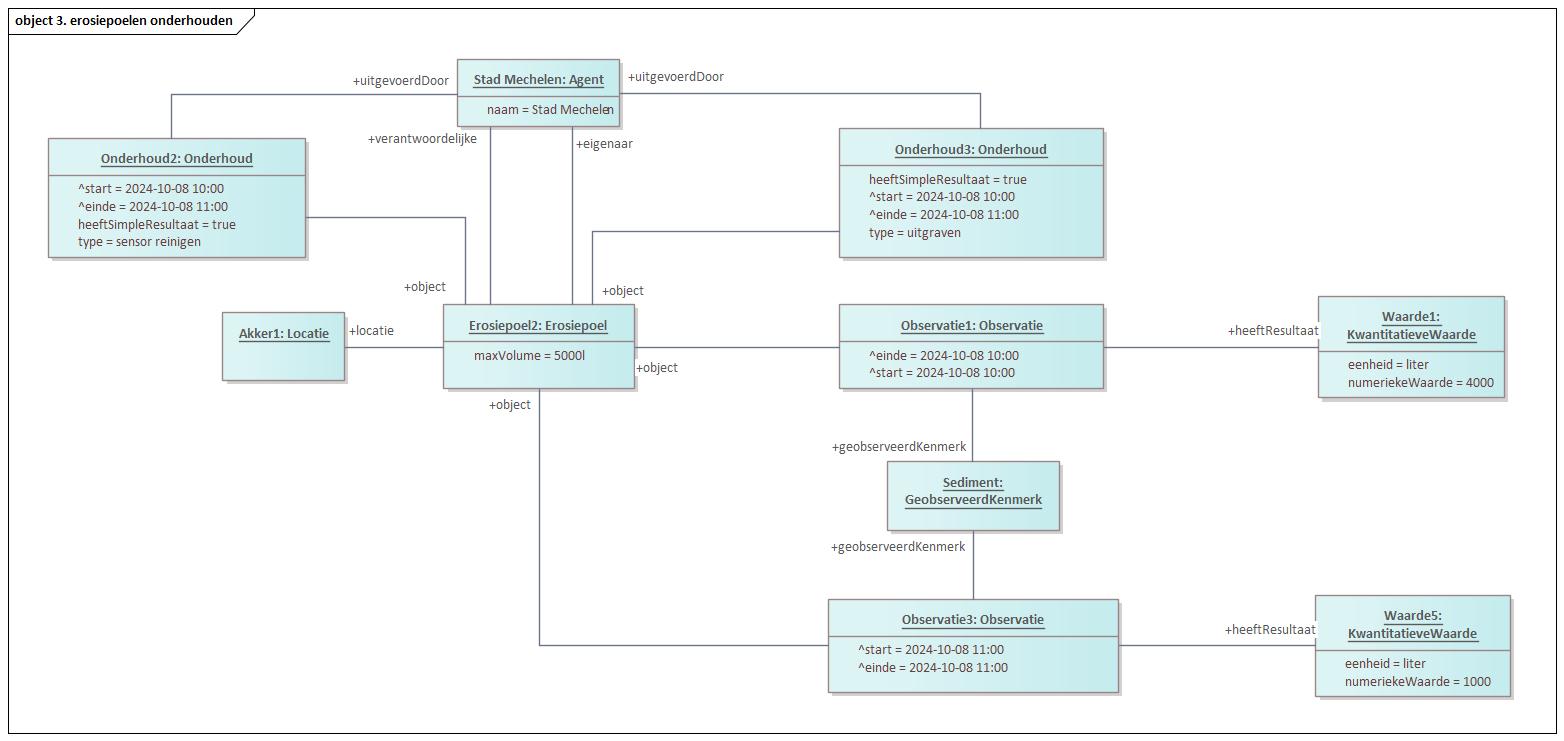 object 3. erosiepoelen onderhouden
+uitgevoerdDoor
Stad Mechelen: Agent
naam = Stad Mechelen
+uitgevoerdDoor
+verantwoordelijke
+eigenaar
Onderhoud2: Onderhoud
^start = 2024-10-08 10:00
^einde = 2024-10-08 11:00
heeftSimpleResultaat = true
type = sensor reinigen
Onderhoud3: Onderhoud
heeftSimpleResultaat = true
^start = 2024-10-08 10:00
^einde = 2024-10-08 11:00
type = uitgraven
+object
+object
Akker1: Locatie
+locatie
Erosiepoel2: Erosiepoel
maxVolume = 5000l
+object
+object
Observatie1: Observatie
^einde = 2024-10-08 10:00
^start = 2024-10-08 10:00
+heeftResultaat
Waarde1:
KwantitatieveWaarde
eenheid = liter
numeriekeWaarde = 4000
+geobserveerdKenmerk
Sediment:
GeobserveerdKenmerk
+geobserveerdKenmerk
Observatie3: Observatie
^start = 2024-10-08 11:00
^einde = 2024-10-08 11:00
+heeftResultaat
Waarde5:
KwantitatieveWaarde
eenheid = liter
numeriekeWaarde = 1000